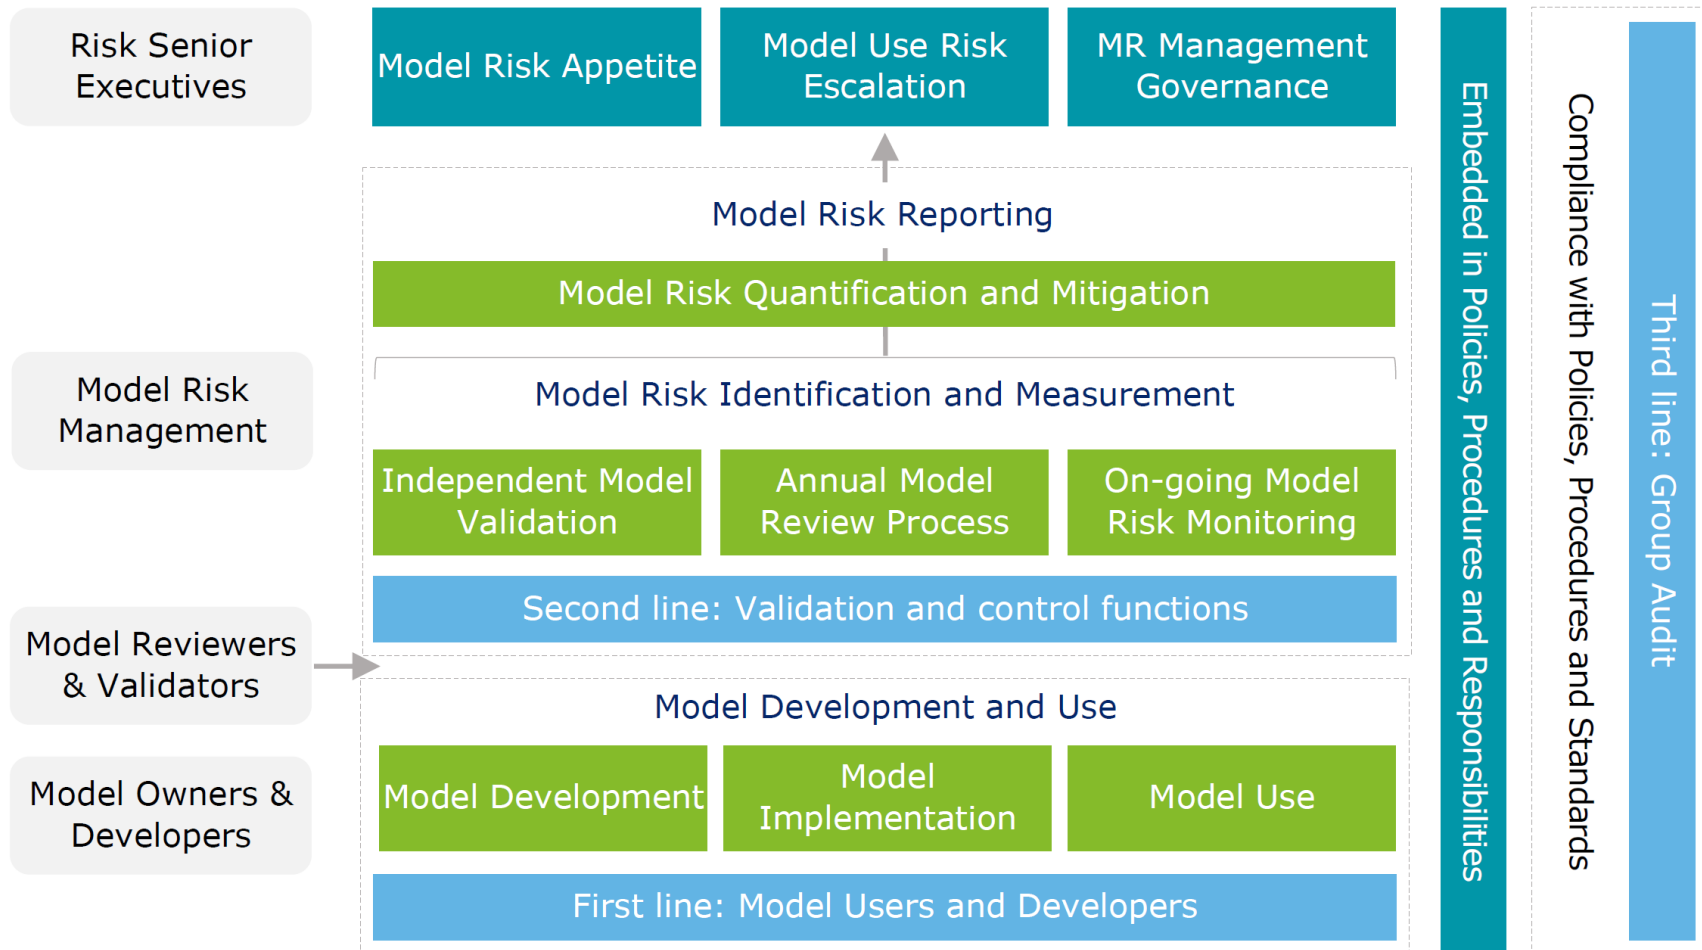 Risk Senior
Executives
Model Risk Appetite
Model Use Risk
Escalation
MR Management
Governance
Model Risk Reporting
Model Risk Quantification and Mitigation
Model Risk
Management
Model Risk Identification and Measurement
Independent Model
Validation
Annual Model
Review Process
On-going Model
Risk Monitoring
Second line: Validation and control functions
Model Reviewers
& Validators
Model Development and Use
Model Owners &
Developers
Model Development
Model
Implementation
Model Use
First line: Model Users and Developers
Embedded in Policies, Procedures and Responsibilities
Compliance with Policies, Procedures and Standards
Third line: Group Audit